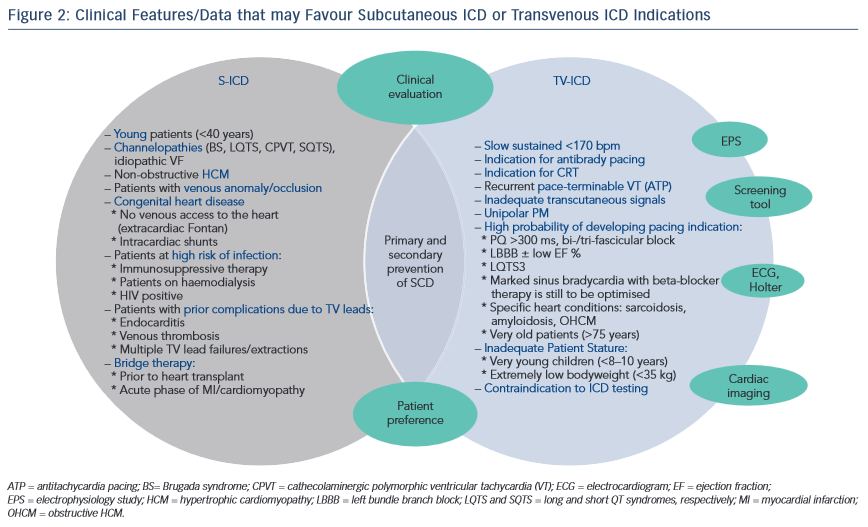 Figure 2: Clinical Features/Data that may Favour Subcutaneous ICD or Transvenous ICD Indications
S-ICD
Clinical
evaluation
TV-ICD
– Young patients (<40 years)
– Channelopathies (BS, LQTS, CPVT, SQTS),
idiopathic VF
– Non-obstructive HCM
– Patients with venous anomaly/occlusion
– Congenital heart disease
* No venous access to the heart
(extracardiac Fontan)
* Intracardiac shunts
– Patients at high risk of infection:
* Immunosuppressive therapy
* Patients on haemodialysis
* HIV positive
– Patients with prior complications due to TV leads:
* Endocarditis
* Venous thrombosis
* Multiple TV lead failures/extractions
– Bridge therapy:
* Prior to heart transplant
* Acute phase of MI/cardiomyopathy
Primary and
secondary
prevention
of SCD
Patient
preference
– Slow sustained <170 bpm
– Indication for antibrady pacing
– Indication for CRT
– Recurrent pace-terminable VT (ATP)
– Inadequate transcutaneous signals
– Unipolar PM
– High probability of developing pacing indication:
* PQ >300 ms, bi-/tri-fascicular block
* LBBB ± low EF %
* LQTS3
* Marked sinus bradycardia with beta-blocker
therapy is still to be optimised
* Specific heart conditions: sarcoidosis,
amyloidosis, OHCM
* Very old patients (>75 years)
– Inadequate Patient Stature:
* Very young children (<8–10 years)
* Extremely low bodyweight (<35 kg)
– Contraindication to ICD testing
EPS
Screening
tool
ECG,
Holter
Cardiac
imaging
ATP = antitachycardia pacing; BS= Brugada syndrome; CPVT = cathecolaminergic polymorphic ventricular tachycardia (VT); ECG = electrocardiogram; EF = ejection fraction;
EPS = electrophysiology study; HCM = hypertrophic cardiomyopathy; LBBB = left bundle branch block; LQTS and SQTS = long and short QT syndromes, respectively; MI = myocardial infarction;
OHCM = obstructive HCM.